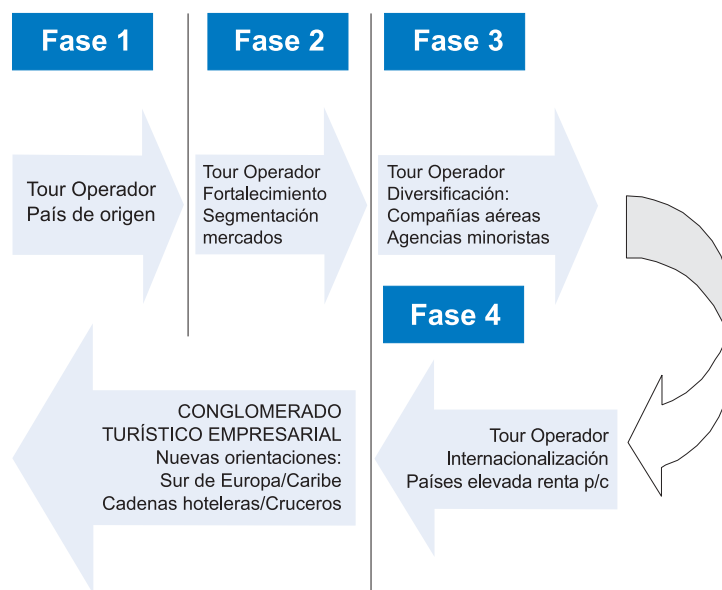 Fase 1
Fase 2
Fase 3
Tour Operador
País de origen
Tour Operador
Fortalecimiento
Segmentación
mercados
Tour Operador
Diversificación:
Compañías aéreas
Agencias minoristas
Fase 4
Tour Operador
Internacionalización
Países elevada renta p/c
CONGLOMERADO
TURÍSTICO EMPRESARIAL
Nuevas orientaciones:
Sur de Europa/Caribe
Cadenas hoteleras/Cruceros